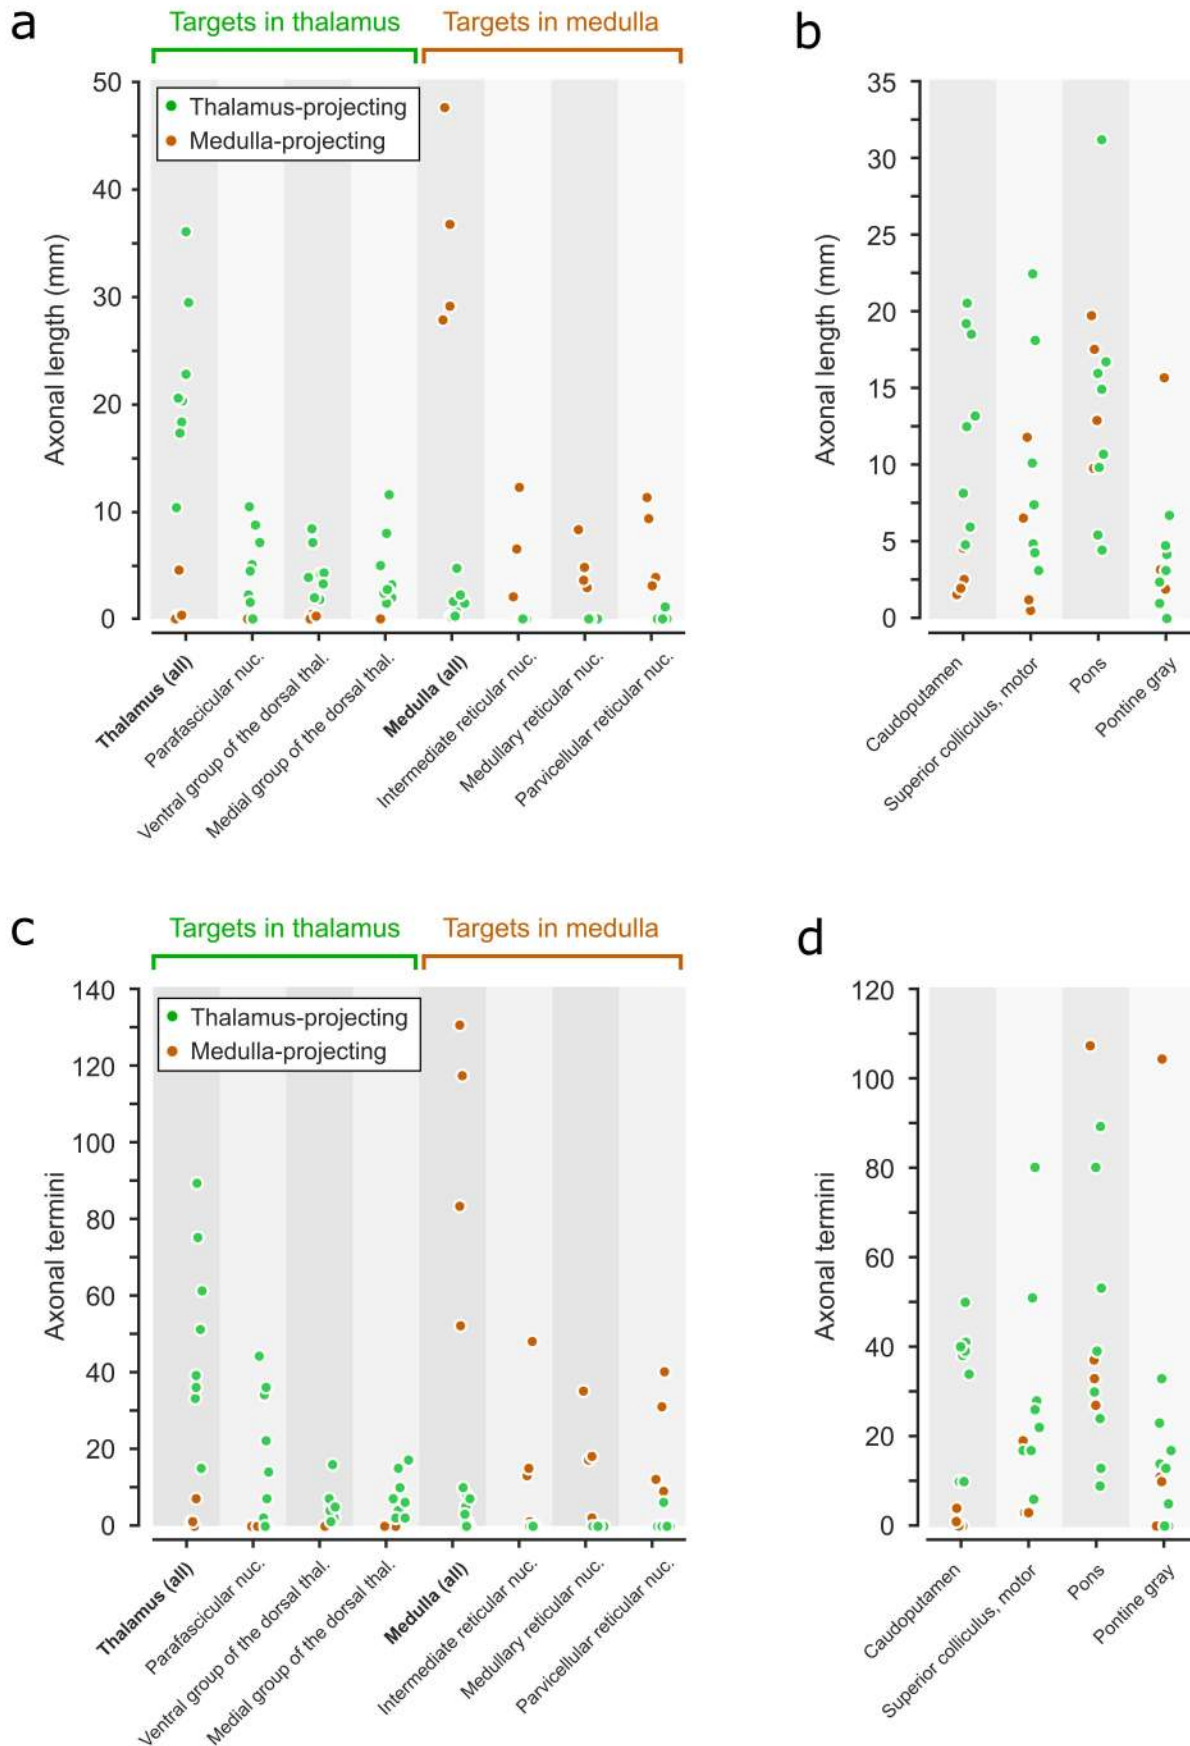 a
Targets in thalamus
Targets in medulla
50
40
30
20
10
0
Axonal length (mm)
Thalamus-projecting
Medulla-projecting
Thalamus (all)
Parafascicular nuc.
Ventral group of the dorsal thal.
Medial group of the dorsal thal.
Medulla (all)
Intermediate reticular nuc.
Medullary reticular nuc.
Parvicellular reticular nuc.
b
35
30
25
20
15
10
5
0
Axonal length (mm)
Caudoputamen
Superior colliculus, motor
Pons
Pontine gray
c
Targets in thalamus
Targets in medulla
140
120
100
80
60
40
20
0
Axonal termini
Thalamus-projecting
Medulla-projecting
Thalamus (all)
Parafascicular nuc.
Ventral group of the dorsal thal.
Medial group of the dorsal thal.
Medulla (all)
Intermediate reticular nuc.
Medullary reticular nuc.
Parvicellular reticular nuc.
d
120
100
80
60
40
20
0
Axonal termini
Caudoputamen
Superior colliculus, motor
Pons
Pontine gray